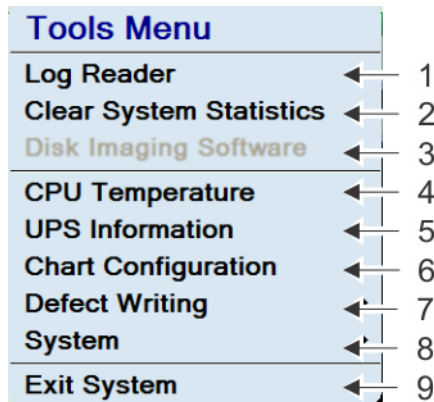 Tools Menu
Log Reader 1
Clear System Statistics 2
Disk Imaging Software 3
CPU Temperature 4
UPS Information 5
Chart Configuration 6
Defect Writing 7
System 8
Exit System 9